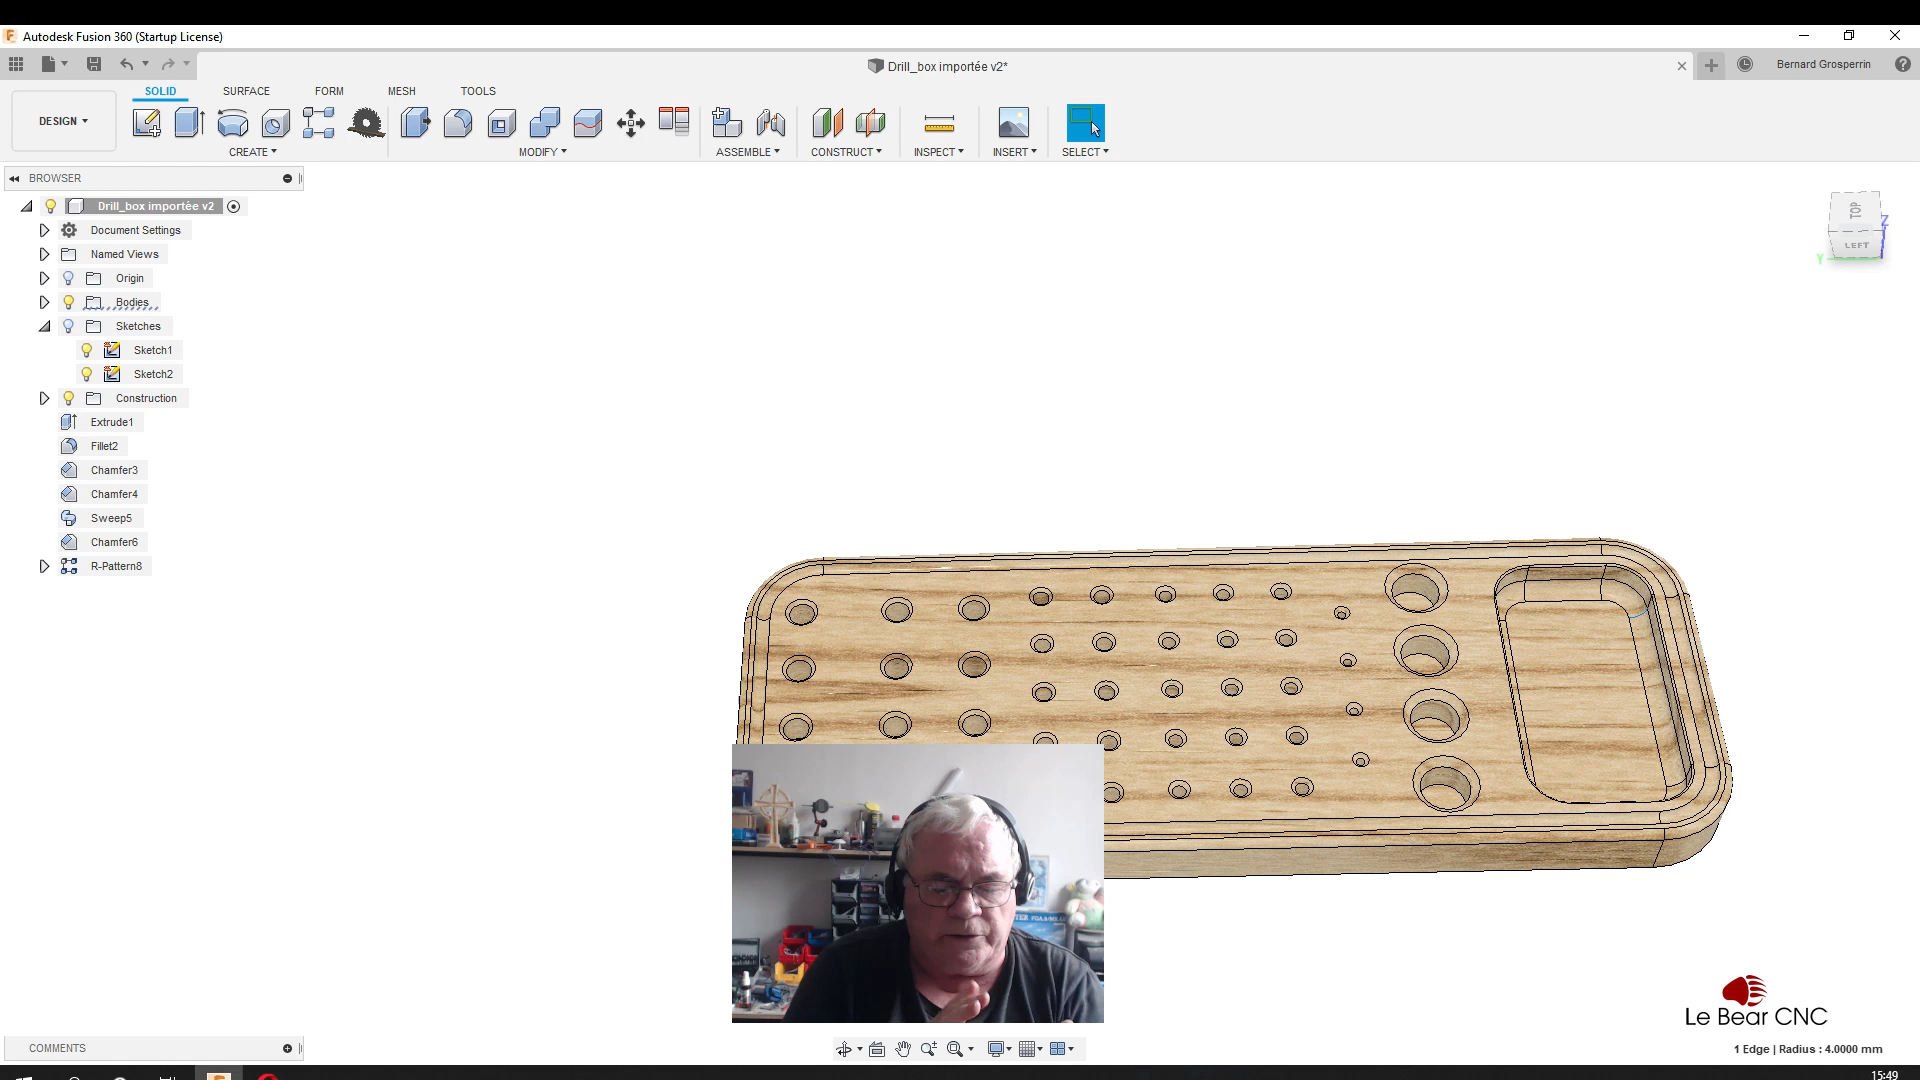 Autodesk Fusion 360 (Startup License)
Drill_box importée v2*
Bernard Grosperrin
DESIGN
SOLID
SURFACE
FORM
MESH
TOOLS
CREATE
MODIFY
ASSEMBLE
CONSTRUCT
INSPECT
INSERT
SELECT
BROWSER
Drill_box importée v2
Document Settings
Named Views
Origin
Bodies
Sketches
Sketch1
Sketch2
Construction
Extrude1
Fillet2
Chamfer3
Chamfer4
Sweep5
Chamfer6
R-Pattern8
TOP
LEFT
Z
Y
Le Bear CNC
COMMENTS
1 Edge | Radius : 4.0000 mm
15:49